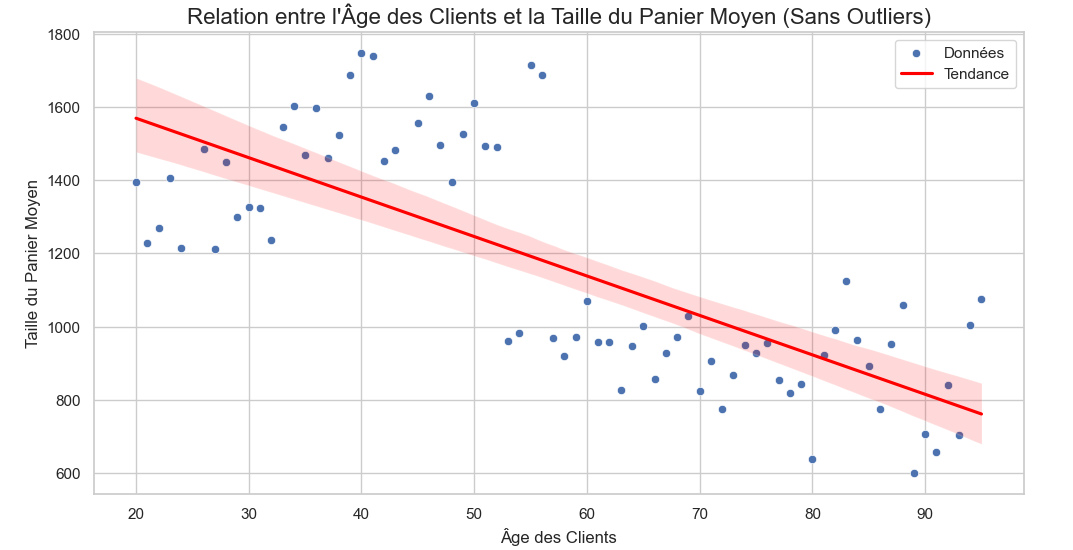 Relation entre l'Âge des Clients et la Taille du Panier Moyen (Sans Outliers)
Données
Tendance
Taille du Panier Moyen
1800
1600
1400
1200
1000
800
600
20 30 40 50 60 70 80 90
Âge des Clients